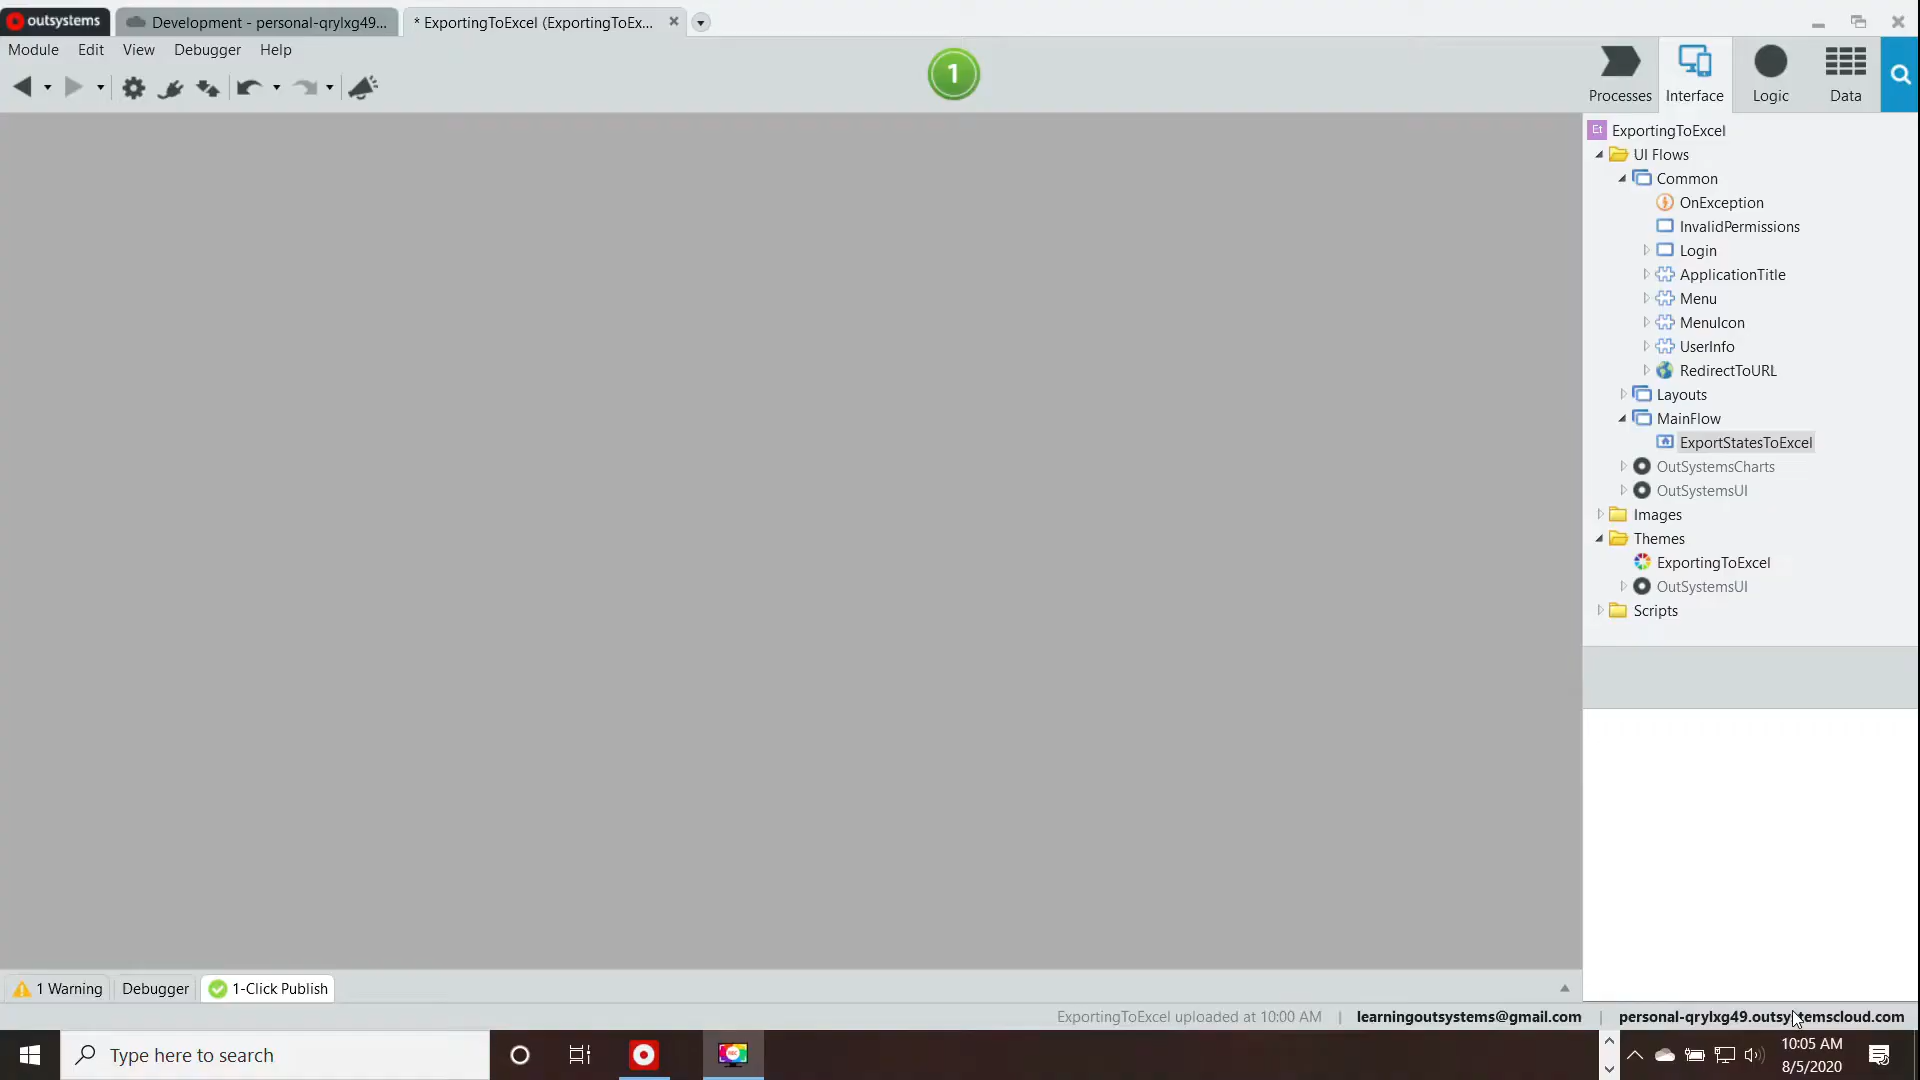 outsystems
Development - personal-qrylxg49...
* ExportingToExcel (ExportingToEx...
Module Edit View Debugger Help
1
Processes Interface Logic Data
Et ExportingToExcel
UI Flows
Common
OnException
InvalidPermissions
Login
ApplicationTitle
Menu
MenuIcon
UserInfo
RedirectToURL
Layouts
MainFlow
ExportStatesToExcel
OutSystemsCharts
OutSystemsUI
Images
Themes
ExportingToExcel
OutSystemsUI
Scripts
1 Warning Debugger 1-Click Publish
ExportingToExcel uploaded at 10:00 AM | learningoutsystems@gmail.com | personal-qrylxg49.outsystemscloud.com
Type here to search
10:05 AM
8/5/2020